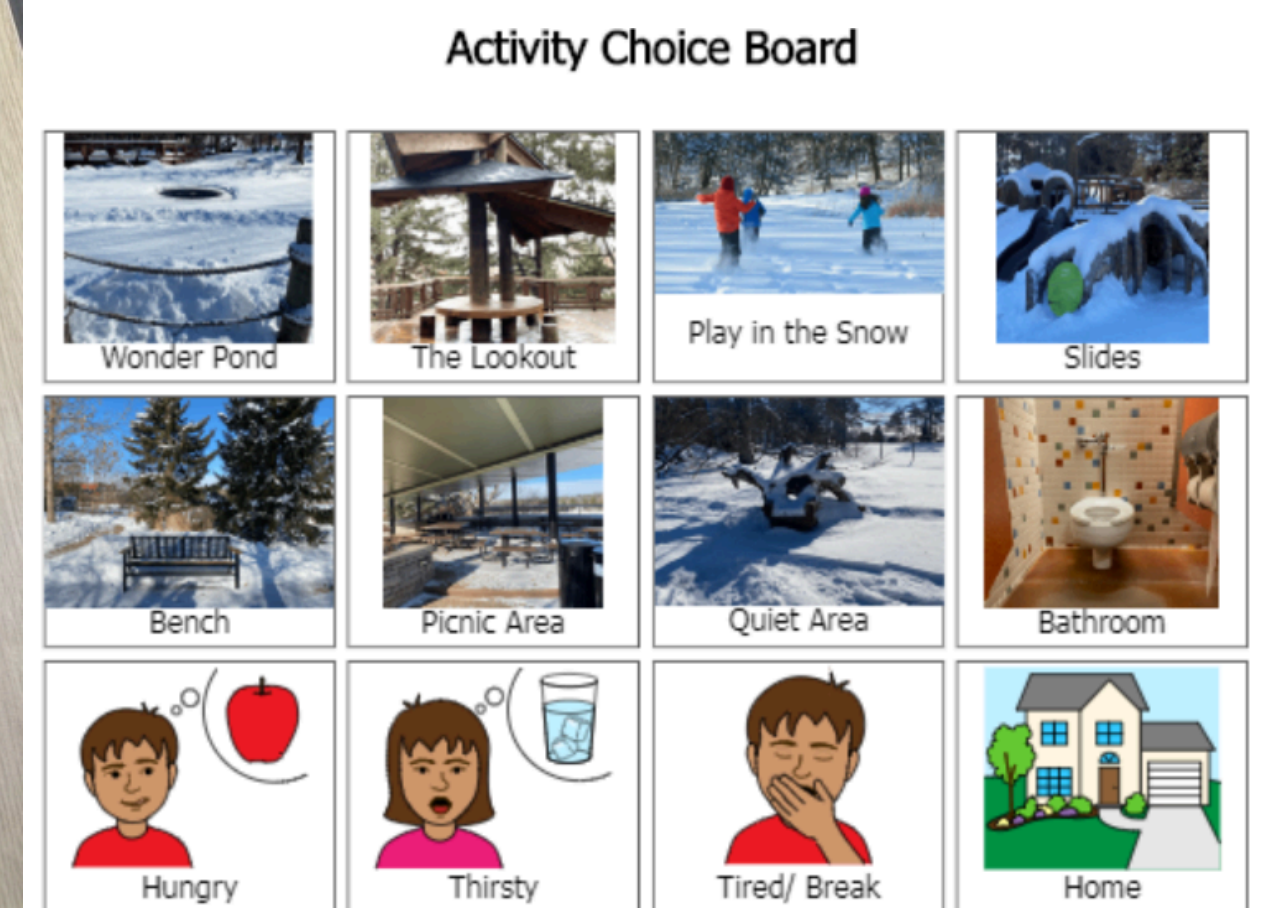 Activity Choice Board
Wonder Pond
The Lookout
Play in the Snow
Slides
Bench
Picnic Area
Quiet Area
Bathroom
Hungry
Thirsty
Tired/ Break
Home